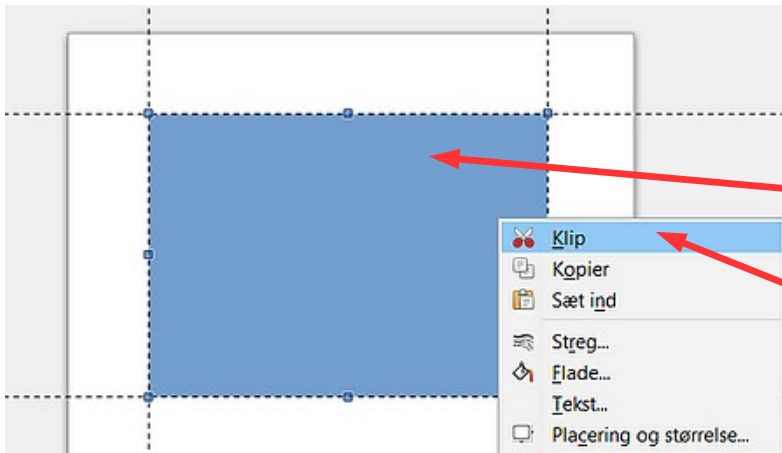 Klip
Kopier
Sæt ind
Streg...
Flade...
Tekst...
Placering og størrelse...